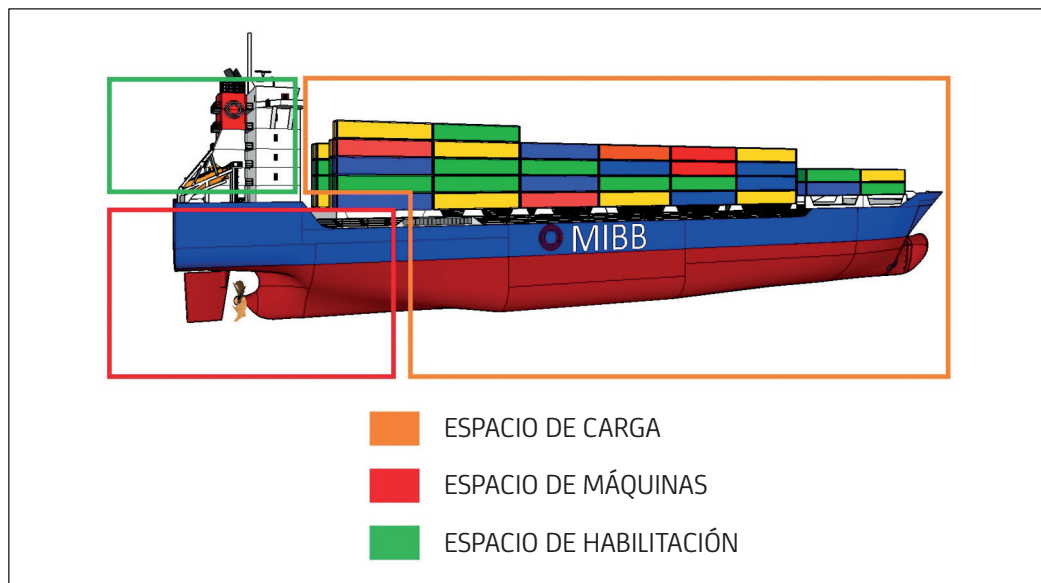 MIBB
ESPACIO DE CARGA
ESPACIO DE MÁQUINAS
ESPACIO DE HABILITACIÓN